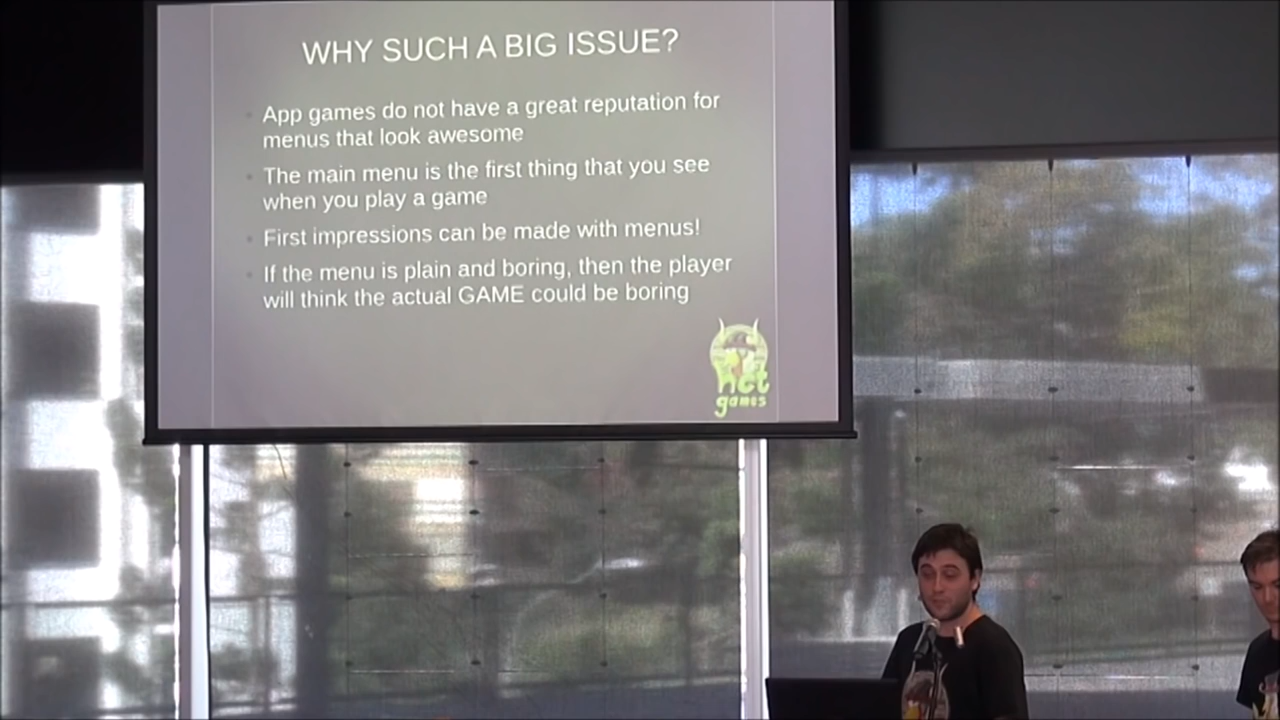 WHY SUCH A BIG ISSUE?
App games do not have a great reputation for
menus that look awesome
The main menu is the first thing that you see
when you play a game
First impressions can be made with menus!
If the menu is plain and boring, then the player
will think the actual GAME could be boring
hct
games